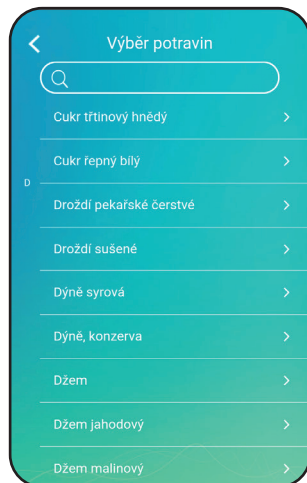 Výběr potravin
Cukr třtinový hnědý
Cukr řepný bílý
D
Droždí pekařské čerstvé
Droždí sušené
Dýně syrová
Dýně, konzerva
Džem
Džem jahodový
Džem malinový